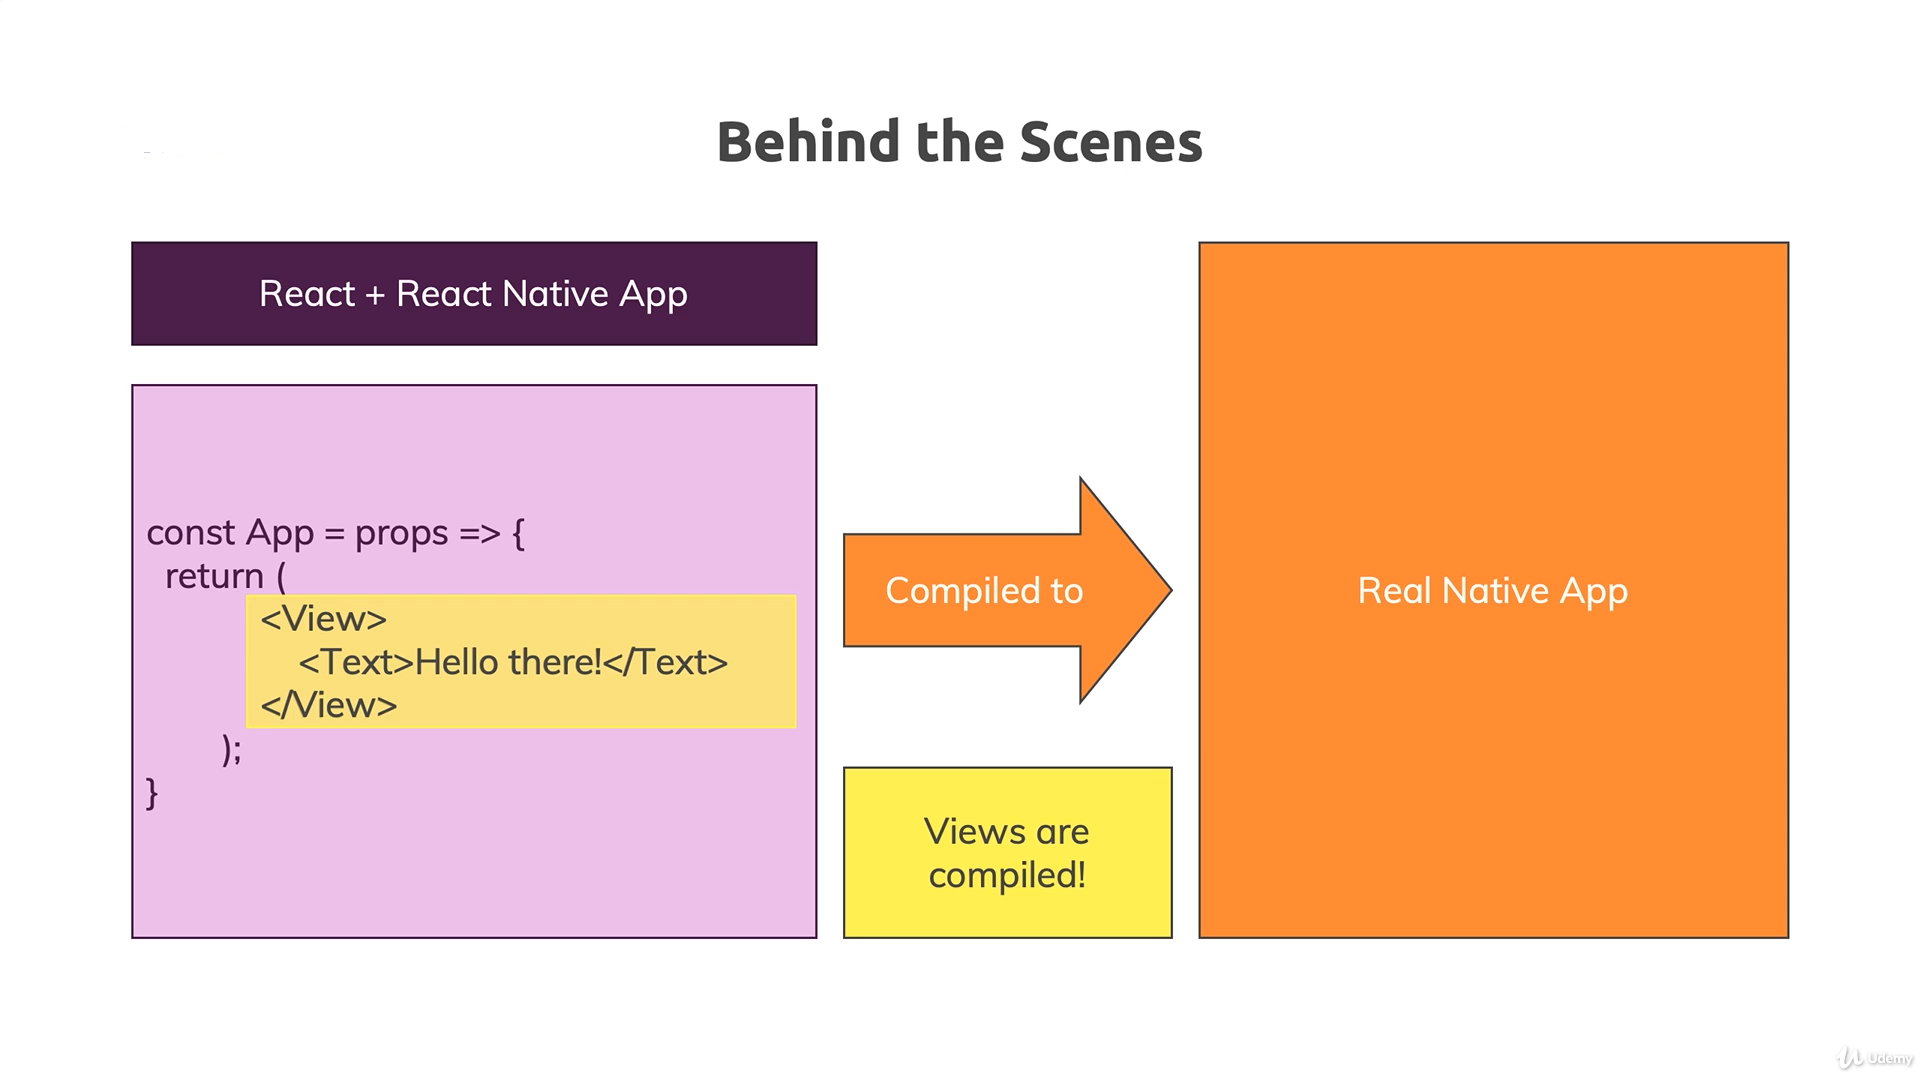 Behind the Scenes
React + React Native App
const App = props => {
return (
<View>
<Text>Hello there!</Text>
</View>
);
}
Compiled to
Views are
compiled!
Real Native App
Udemy